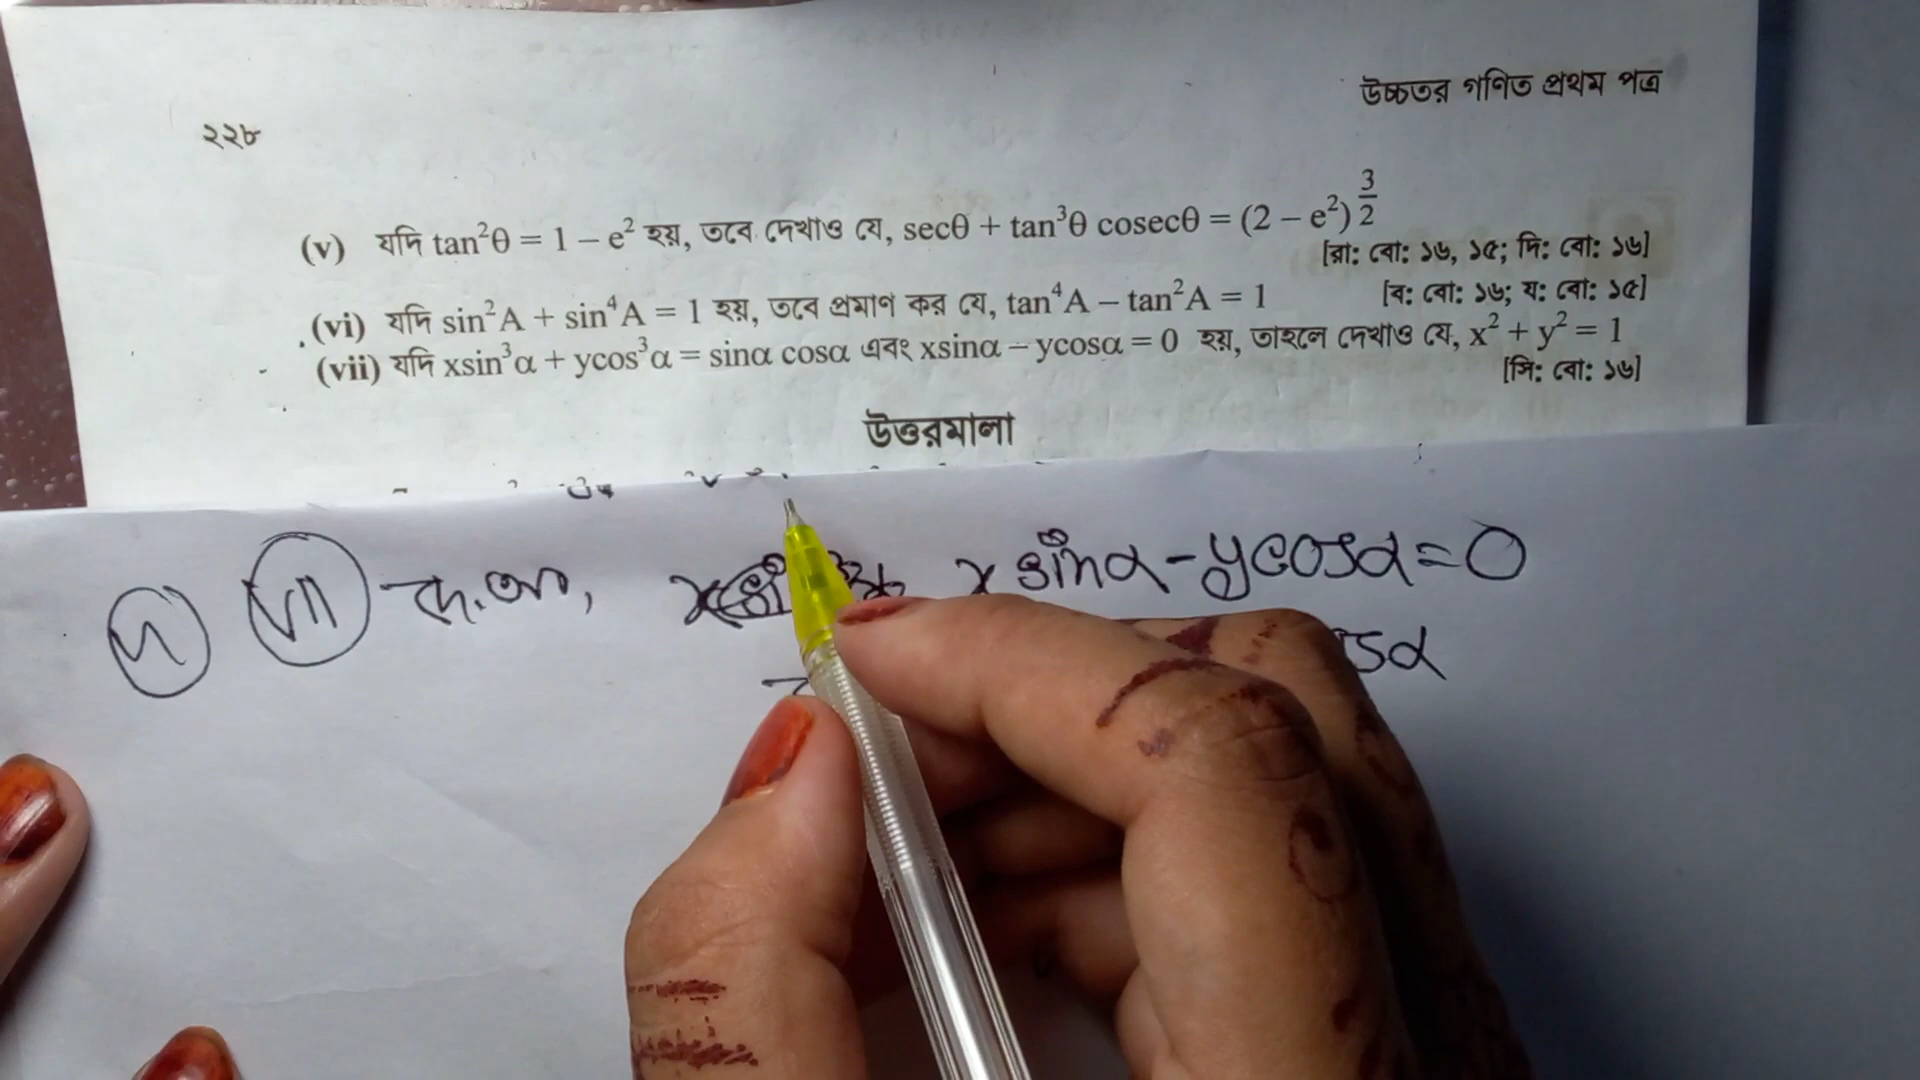 উচ্চতর গণিত প্রথম পত্র
২২৮
(v) যদি tan²θ = 1 – e² হয়, তবে দেখাও যে, secθ + tan³θ cosecθ = (2 – e²)^(3/2)
[রা: বো: ১৬, ১৫; দি: বো: ১৬]
(vi) যদি sin²A + sin⁴A = 1 হয়, তবে প্রমাণ কর যে, tan⁴A – tan²A = 1 [ব: বো: ১৬; য: বো: ১৫]
(vii) যদি xsin³α + ycos³α = sinα cosα এবং xsinα – ycosα = 0 হয়, তাহলে দেখাও যে, x² + y² = 1
[সি: বো: ১৬]
উত্তরমালা
VII x sinα - ycosα = 0